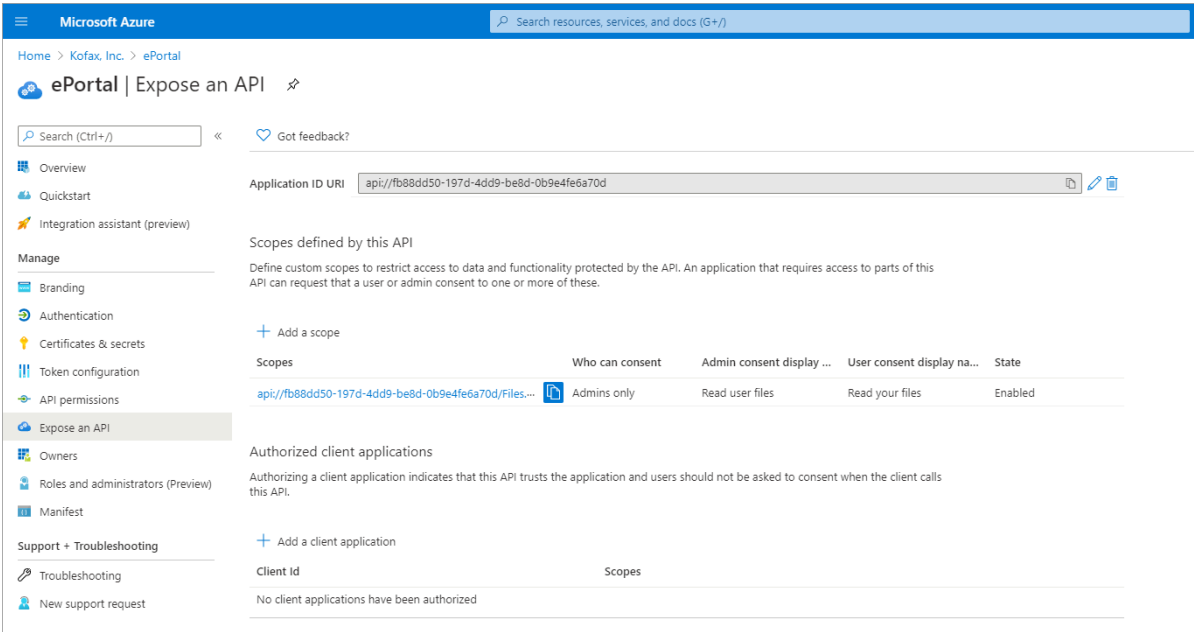 Microsoft Azure
Search resources, services, and docs (G+/)
Home > Kofax, Inc. > ePortal
ePortal | Expose an API
Search (Ctrl+/)
«
Got feedback?
Overview
Quickstart
Integration assistant (preview)
Manage
Branding
Authentication
Certificates & secrets
Token configuration
API permissions
Expose an API
Owners
Roles and administrators (Preview)
Manifest
Support + Troubleshooting
Troubleshooting
New support request
Application ID URI api://fb88dd50-197d-4dd9-be8d-0b9e4fe6a70d
Scopes defined by this API
Define custom scopes to restrict access to data and functionality protected by the API. An application that requires access to parts of this
API can request that a user or admin consent to one or more of these.
Add a scope
Scopes Who can consent Admin consent display ... User consent display na... State
api://fb88dd50-197d-4dd9-be8d-0b9e4fe6a70d/Files.... Admins only Read user files Read your files Enabled
Authorized client applications
Authorizing a client application indicates that this API trusts the application and users should not be asked to consent when the client calls
this API.
Add a client application
Client Id Scopes
No client applications have been authorized